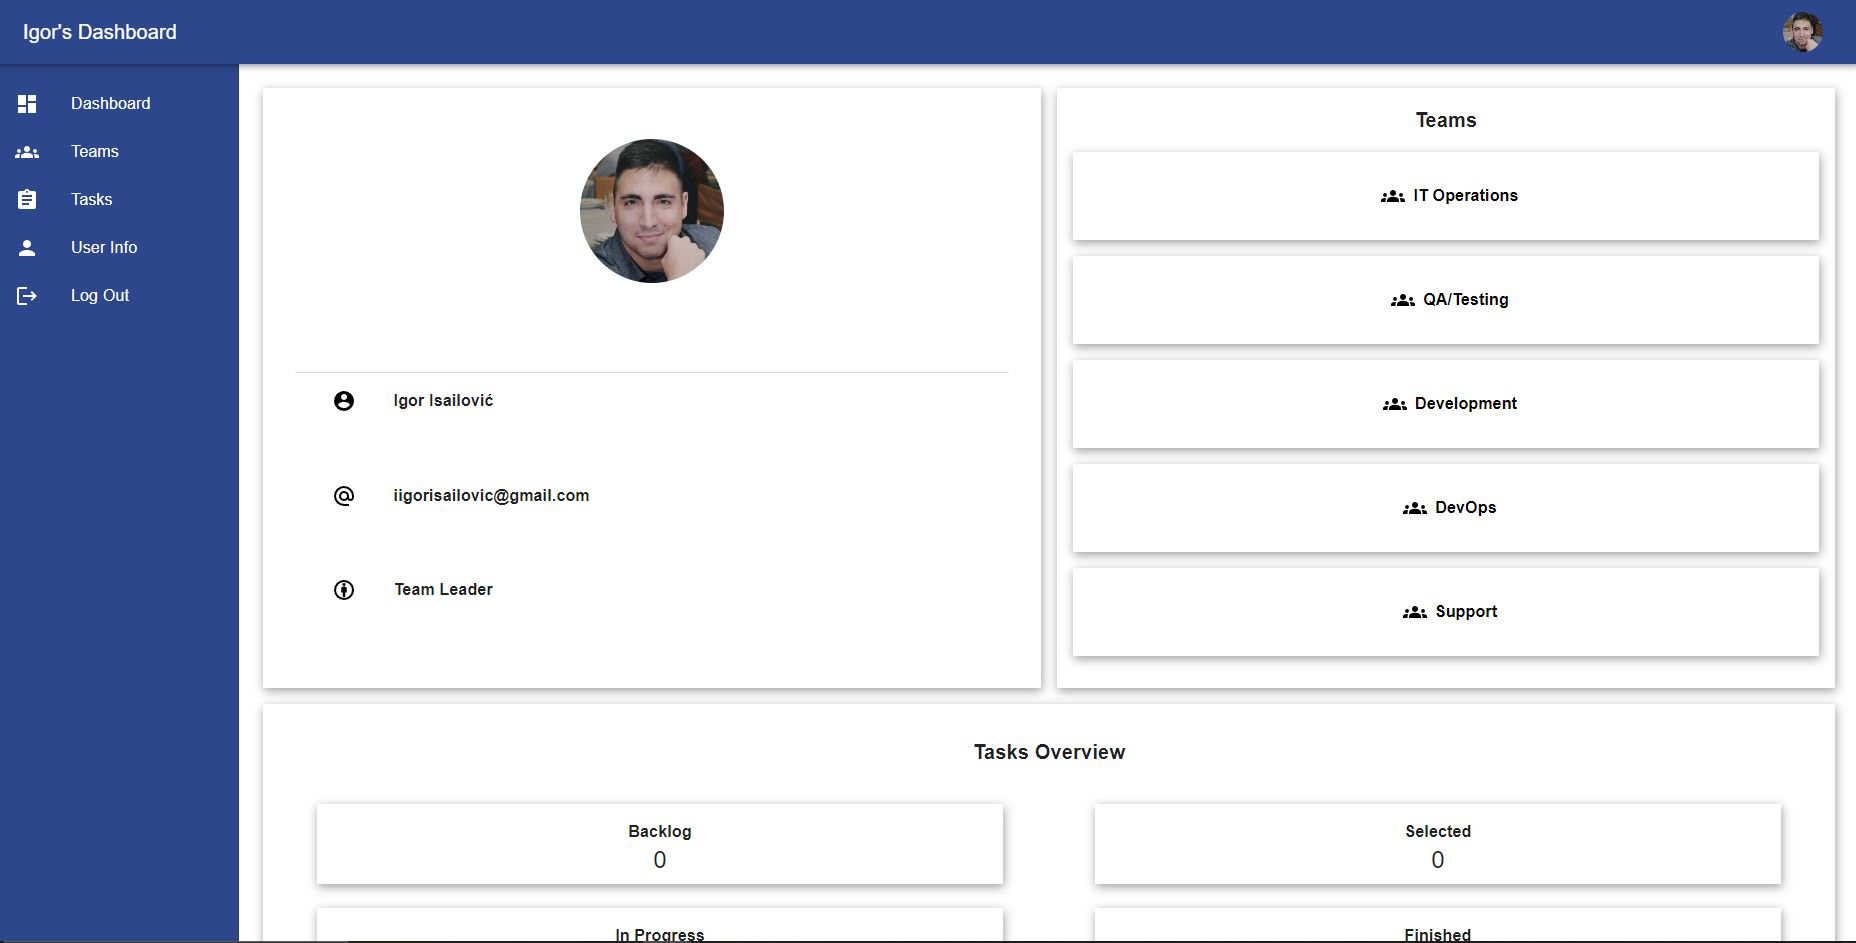 Igor's Dashboard
Dashboard
Teams
Tasks
User Info
Log Out
Igor Isailović
iigorisailovic@gmail.com
Team Leader
Teams
IT Operations
QA/Testing
Development
DevOps
Support
Tasks Overview
Backlog
0
Selected
0
In Progress
Finished